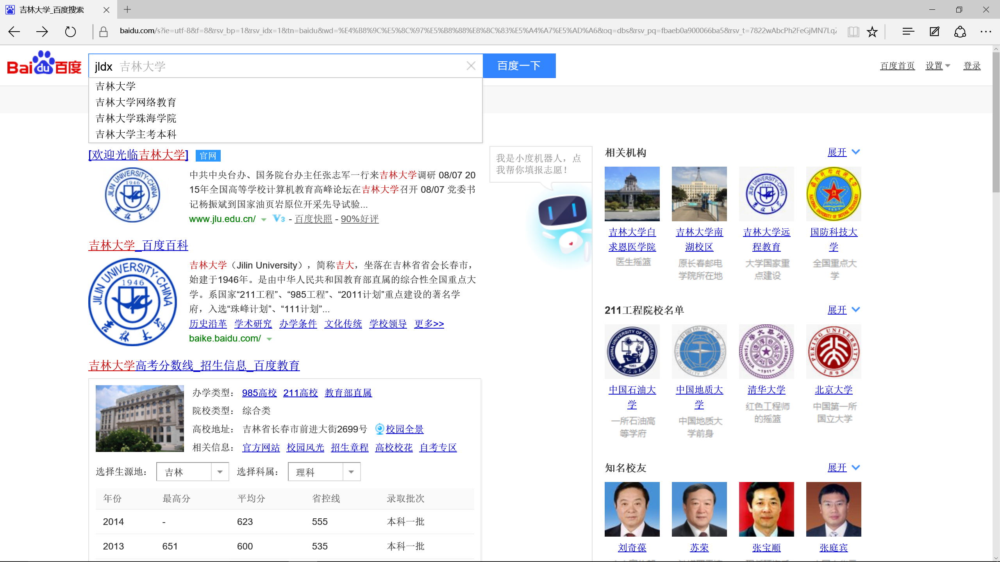 吉林大学_百度搜索
baidu.com/s?ie=utf-8&f=8&rsv_bp=1&rsv_idx=1&tn=baidu&wd=%E4%B8%9C%E5%8C%97%E5%B8%88%E8%8C%83%E5%A4%A7%E5%AD%A6&oq=dbs&rsv_pq=fbaeb0a900066ba5&rsv_t=7822wAbcPh2FeGjMN7Lq
Bai du 百度
jldx 吉林大学
百度一下
百度首页 设置 登录
吉林大学
吉林大学网络教育
吉林大学珠海学院
吉林大学主考本科
[欢迎光临吉林大学] 官网
中共中央台办、国务院台办主任张志军一行来吉林大学调研 08/07 20
15年全国高等学校计算机教育高峰论坛在吉林大学召开 08/07 党委书
记杨振斌到国家油页岩原位开采先导试验...
www.jlu.edu.cn/ V3 - 百度快照 - 90%好评
吉林大学_百度百科
JILIN UNIVERSITY·CHINA
1946
吉林大学
吉林大学（Jilin University），简称吉大，坐落在吉林省省会长春市，
始建于1946年。是由中华人民共和国教育部直属的综合性全国重点大
学。系国家“211工程”、“985工程”、“2011计划”重点建设的著名学
府，入选“珠峰计划”、“111计划”...
历史沿革 学术研究 办学条件 文化传统 学校领导 更多>>
baike.baidu.com/
吉林大学高考分数线_招生信息_百度教育
办学类型： 985高校 211高校 教育部直属
院校类型： 综合类
高校地址： 吉林省长春市前进大街2699号 校园全景
相关信息： 官方网站 校园风光 招生章程 高校校花 自考专区
选择生源地： 吉林 选择科属： 理科
年份 最高分 平均分 省控线 录取批次
2014 - 623 555 本科一批
2013 651 600 535 本科一批
我是小度机器人，点
我帮你填报志愿！
相关机构 展开
吉林大学白求恩医学院
医生摇篮
吉林大学南湖校区
原长春邮电学院所在地
吉林大学远程教育
大学国家重点建设
国防科技大学
全国重点大学
211工程院校名单 展开
中国石油大学
一所石油高等学府
中国地质大学
中国地质大学前身
清华大学
红色工程师的摇篮
北京大学
中国第一所国立大学
知名校友 展开
刘奇葆 苏荣 张宝顺 张庭宾